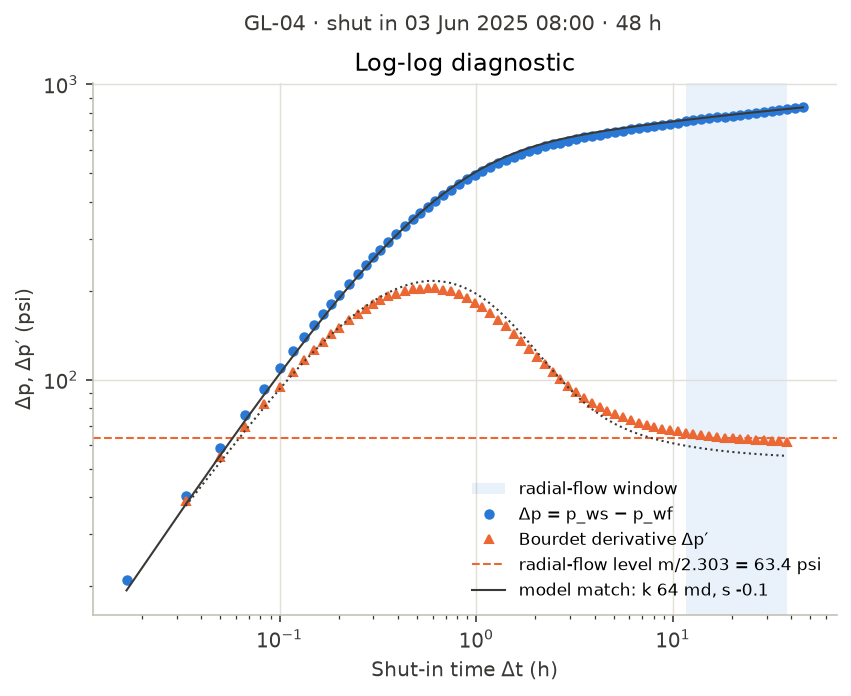 GL-04 · shut in 03 Jun 2025 08:00 · 48 h
Log-log diagnostic
Δp, Δp′ (psi)
10³
10²
radial-flow window
Δp = p_ws − p_wf
Bourdet derivative Δp′
radial-flow level m/2.303 = 63.4 psi
model match: k 64 md, s -0.1
10⁻¹
10⁰
10¹
Shut-in time Δt (h)